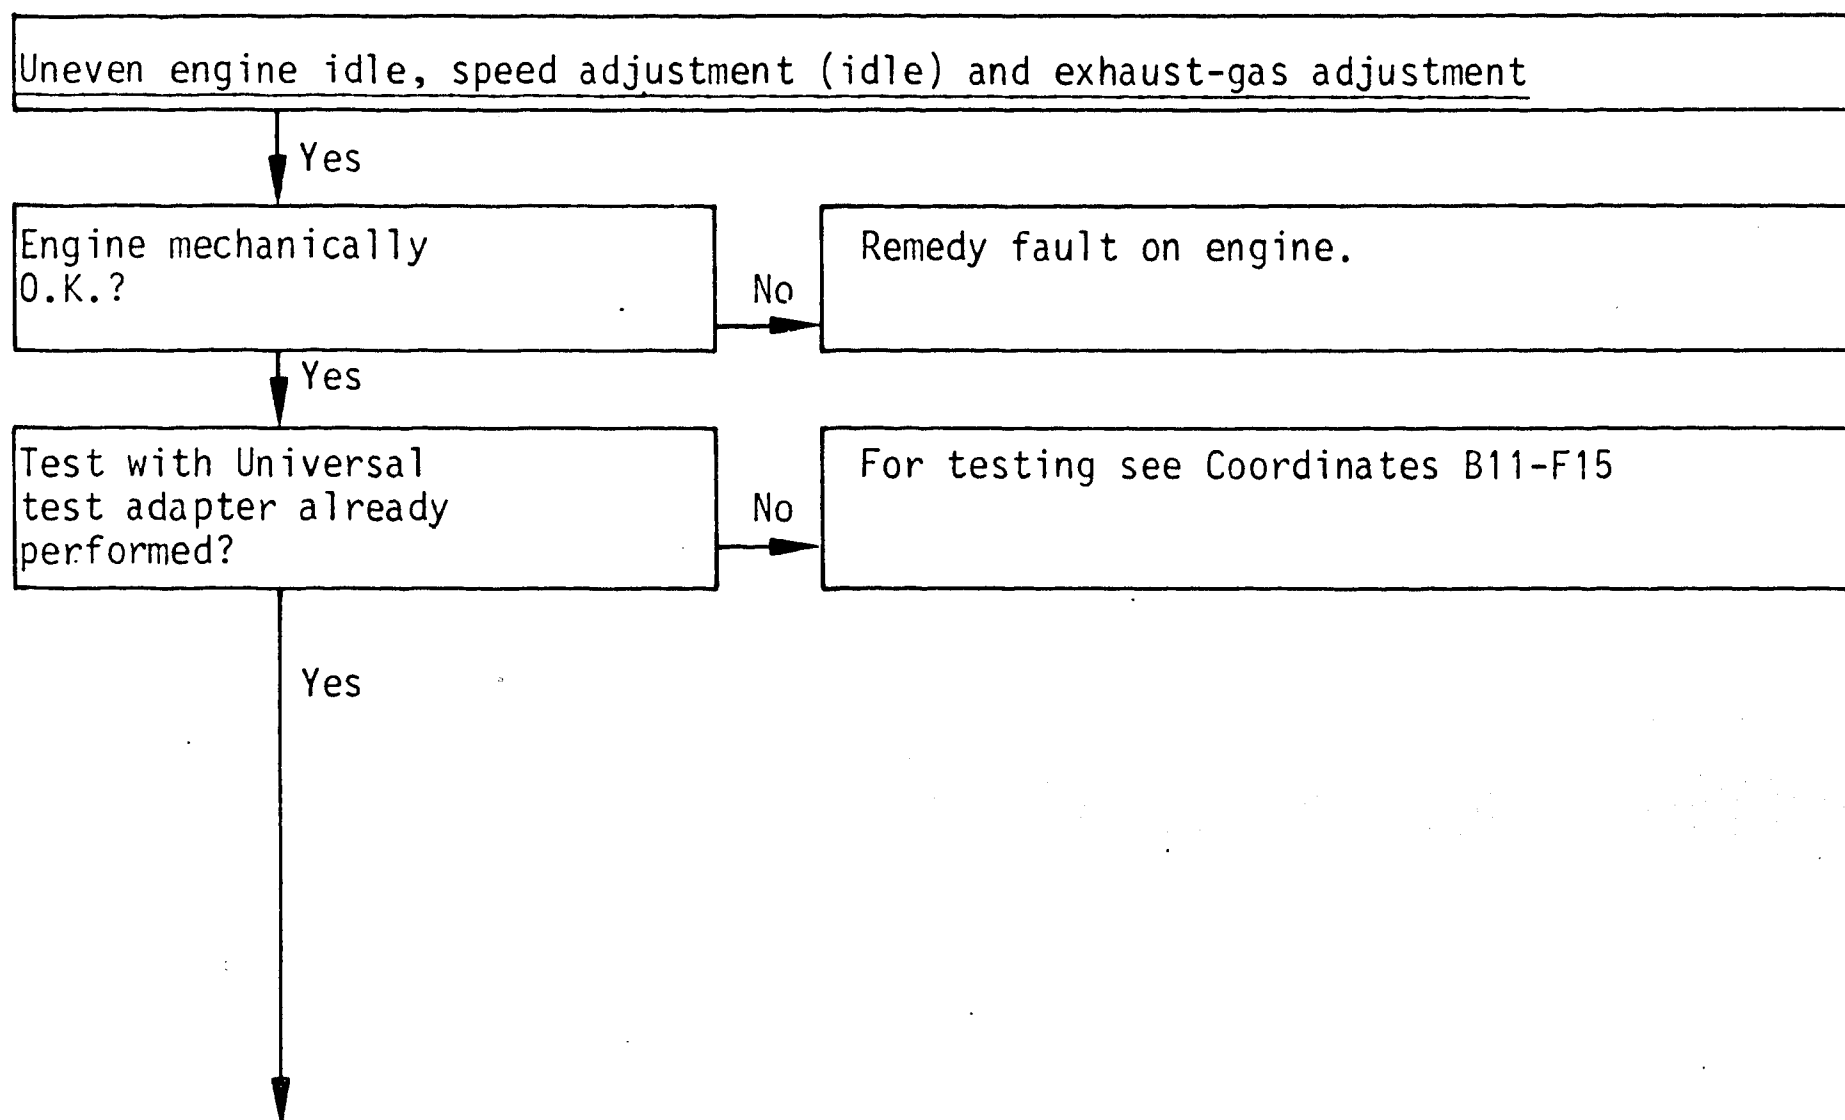 Uneven engine idle, speed adjustment (idle) and exhaust-gas adjustment
Yes
Engine mechanically
O.K.?
No
Remedy fault on engine.
Yes
Test with Universal
test adapter already
performed?
No
For testing see Coordinates B11-F15
Yes